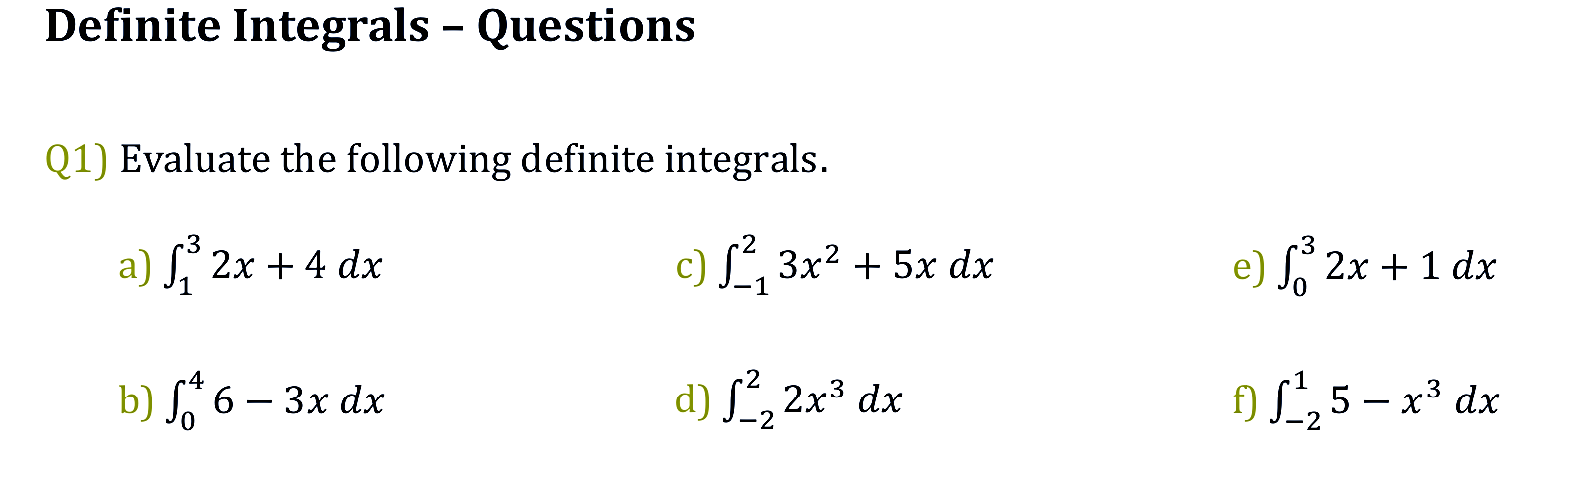 Definite Integrals – Questions
Q1) Evaluate the following definite integrals.
a) ∫₁³ 2x + 4 dx
c) ∫₋₁² 3x² + 5x dx
e) ∫₀³ 2x + 1 dx
b) ∫₀⁴ 6 − 3x dx
d) ∫₋₂² 2x³ dx
f) ∫₋₂¹ 5 − x³ dx